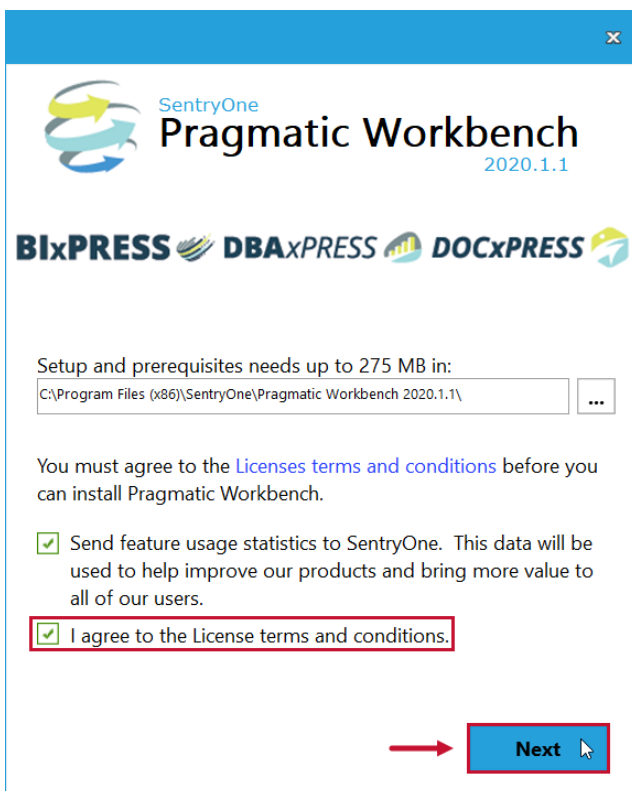 SentryOne
Pragmatic Workbench
2020.1.1
BIxPRESS DBAxPRESS DOCxPRESS
Setup and prerequisites needs up to 275 MB in:
C:\Program Files (x86)\SentryOne\Pragmatic Workbench 2020.1.1\
...
You must agree to the Licenses terms and conditions before you
can install Pragmatic Workbench.
Send feature usage statistics to SentryOne. This data will be
used to help improve our products and bring more value to
all of our users.
I agree to the License terms and conditions.
Next